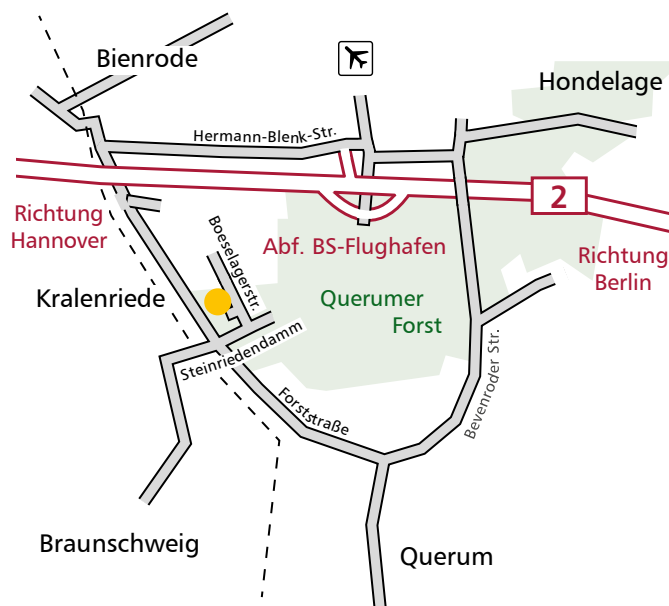 Bienrode
Hondelage
Hermann-Blenk-Str.
2
Richtung
Hannover
Boeselagerstr.
Abf. BS-Flughafen
Richtung
Berlin
Kralenriede
Querumer
Forst
Steinriedendamm
Bevenroder Str.
Forststraße
Braunschweig
Querum